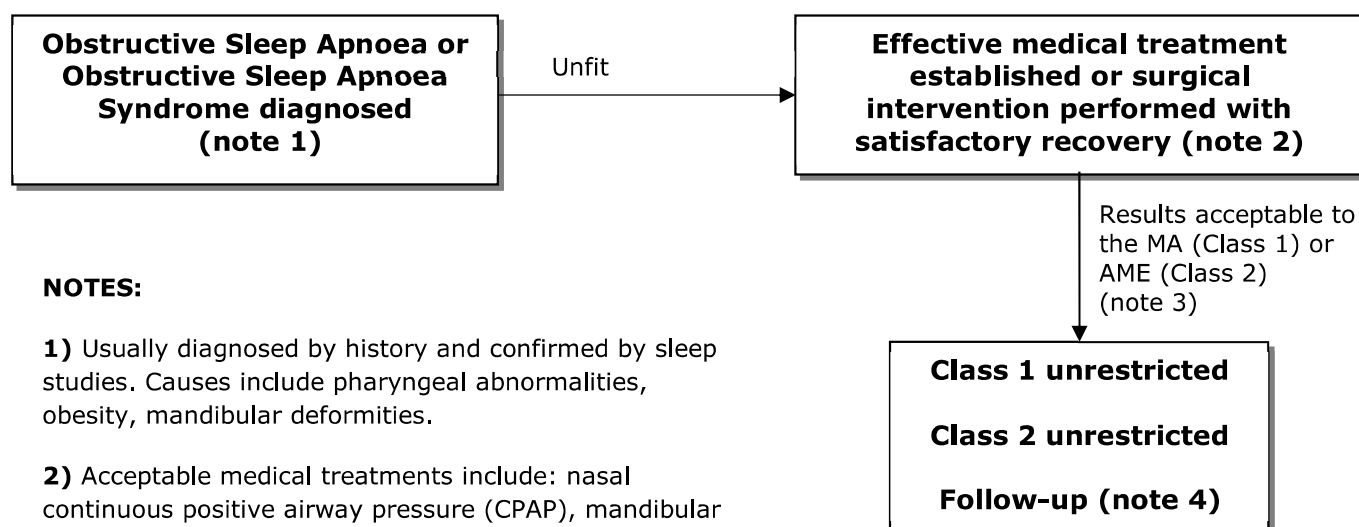 Obstructive Sleep Apnoea or
Obstructive Sleep Apnoea
Syndrome diagnosed
(note 1)
Unfit
Effective medical treatment
established or surgical
intervention performed with
satisfactory recovery (note 2)
Results acceptable to
the MA (Class 1) or
AME (Class 2)
(note 3)
Class 1 unrestricted
Class 2 unrestricted
Follow-up (note 4)
NOTES:
1) Usually diagnosed by history and confirmed by sleep
studies. Causes include pharyngeal abnormalities,
obesity, mandibular deformities.
2) Acceptable medical treatments include: nasal
continuous positive airway pressure (CPAP), mandibular